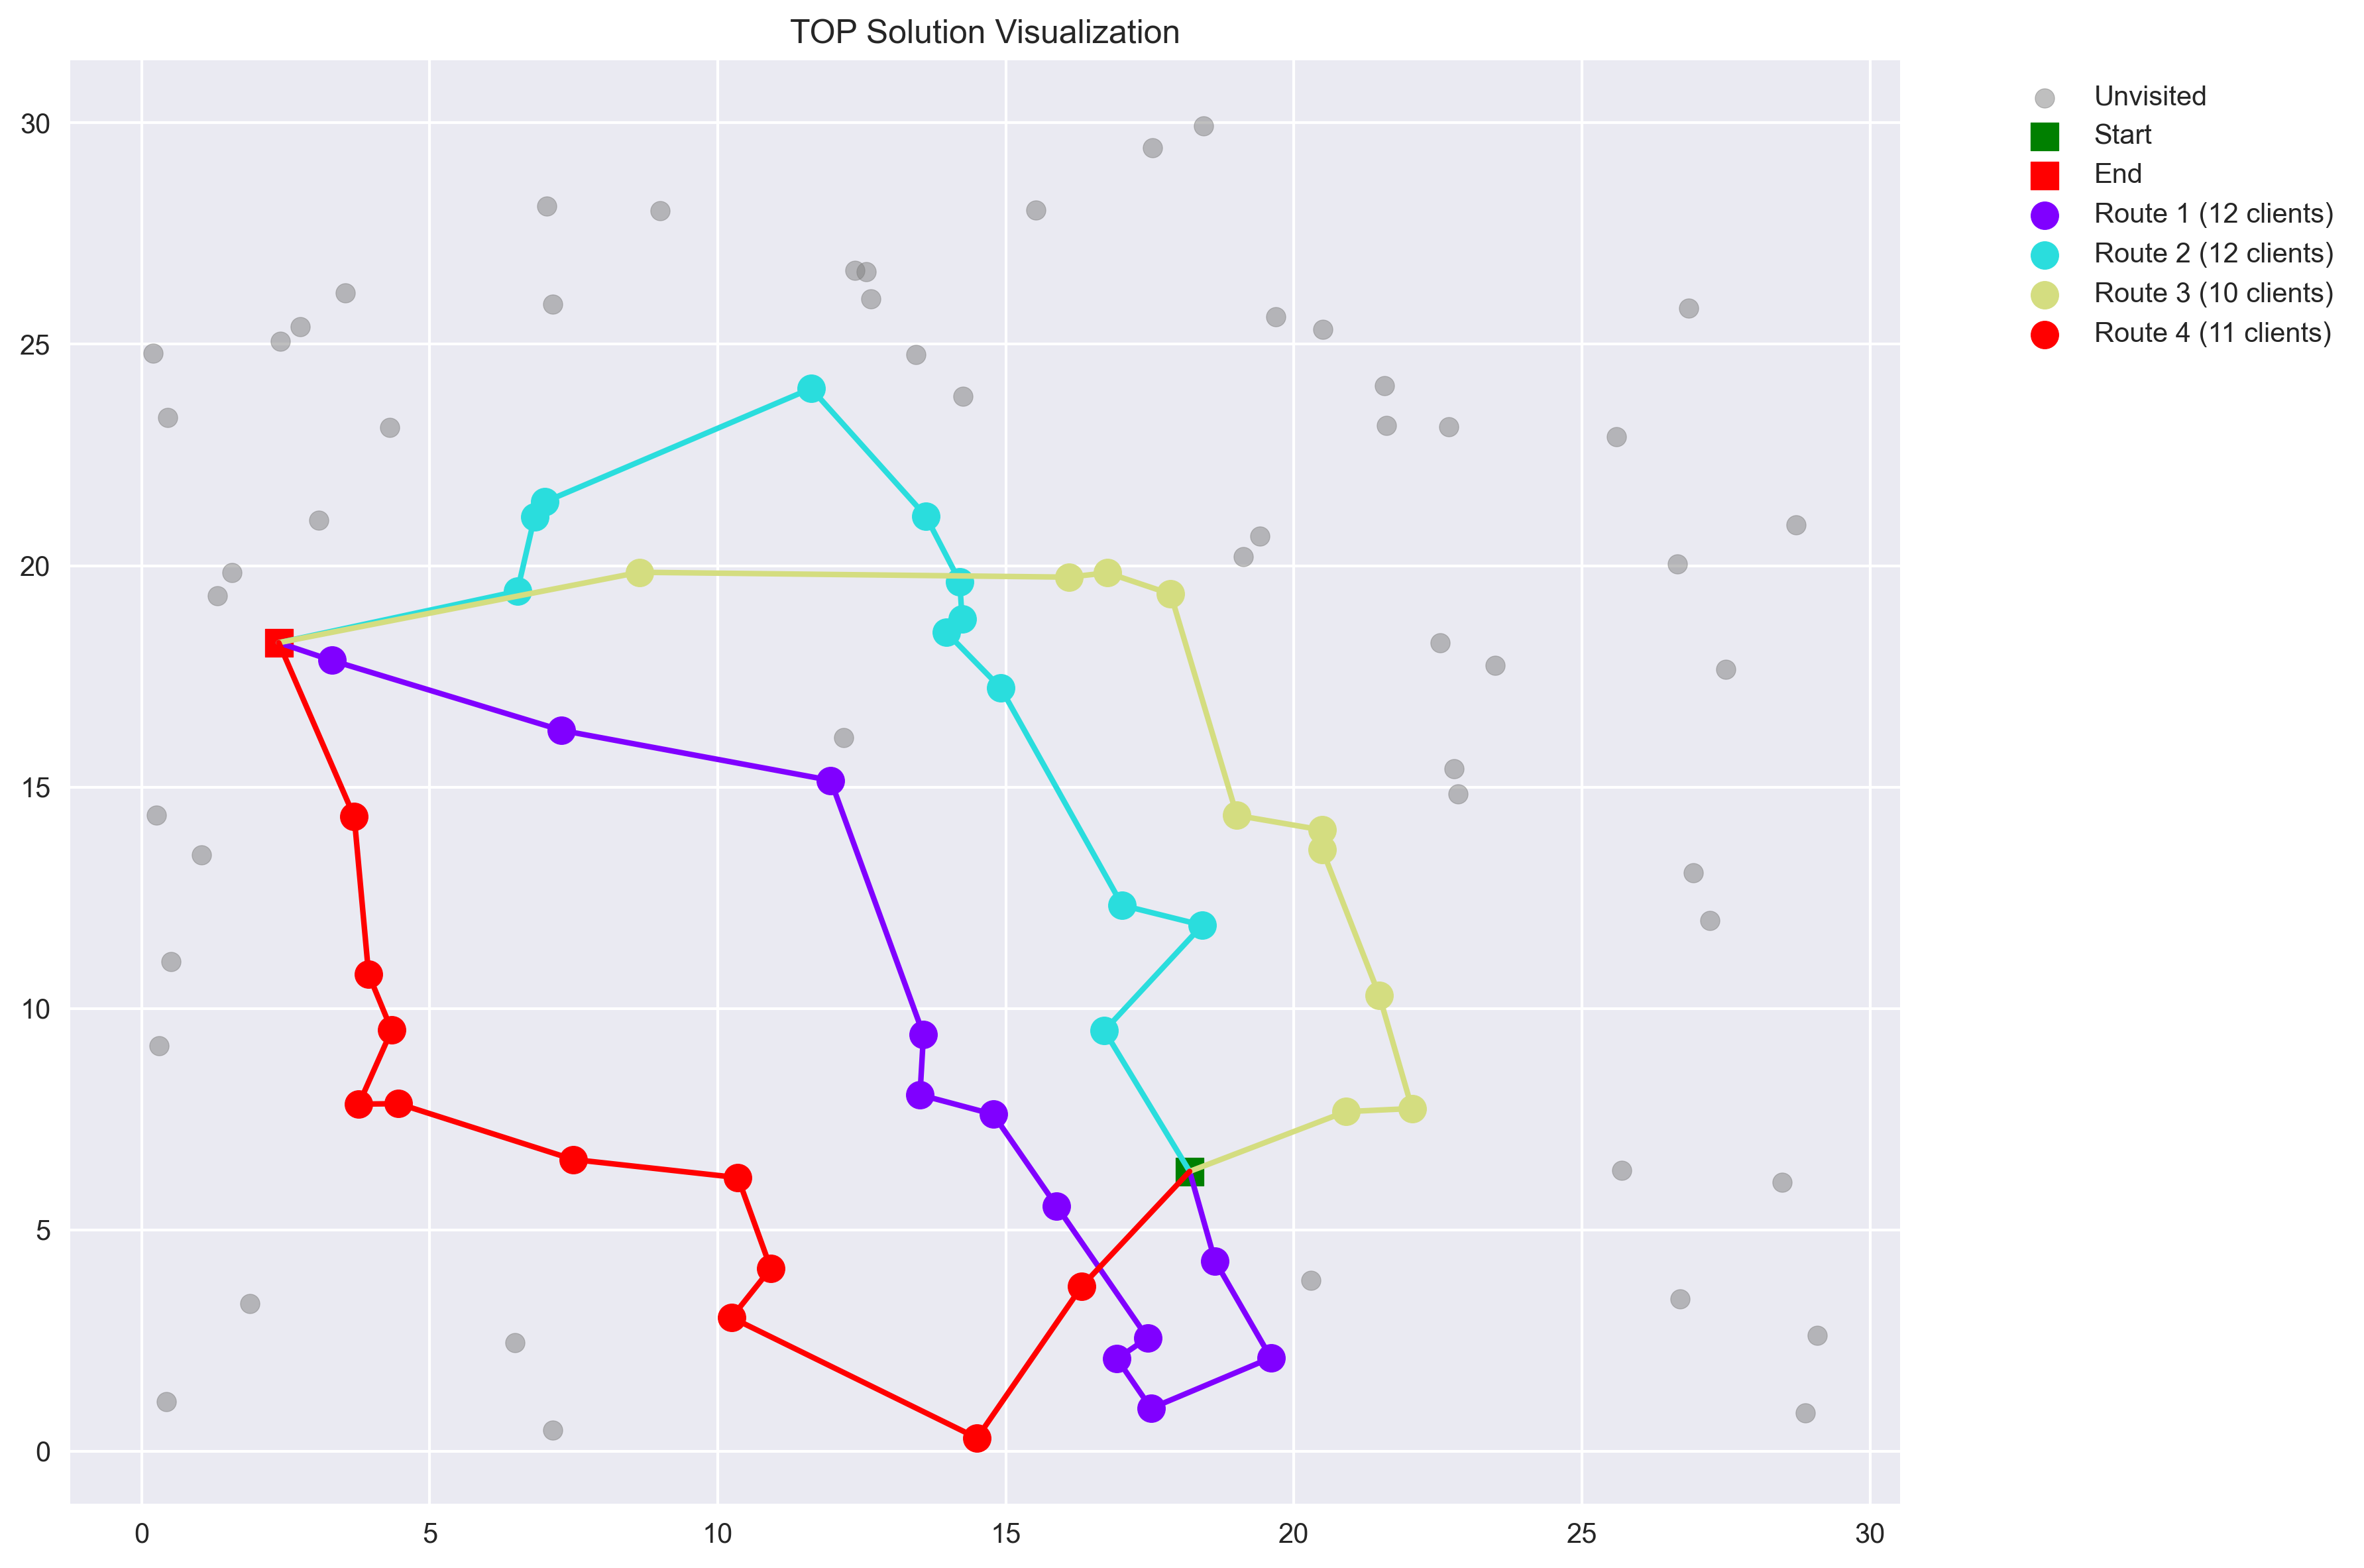 TOP Solution Visualization
30
25
20
15
10
5
0
0 5 10 15 20 25 30
Unvisited
Start
End
Route 1 (12 clients)
Route 2 (12 clients)
Route 3 (10 clients)
Route 4 (11 clients)